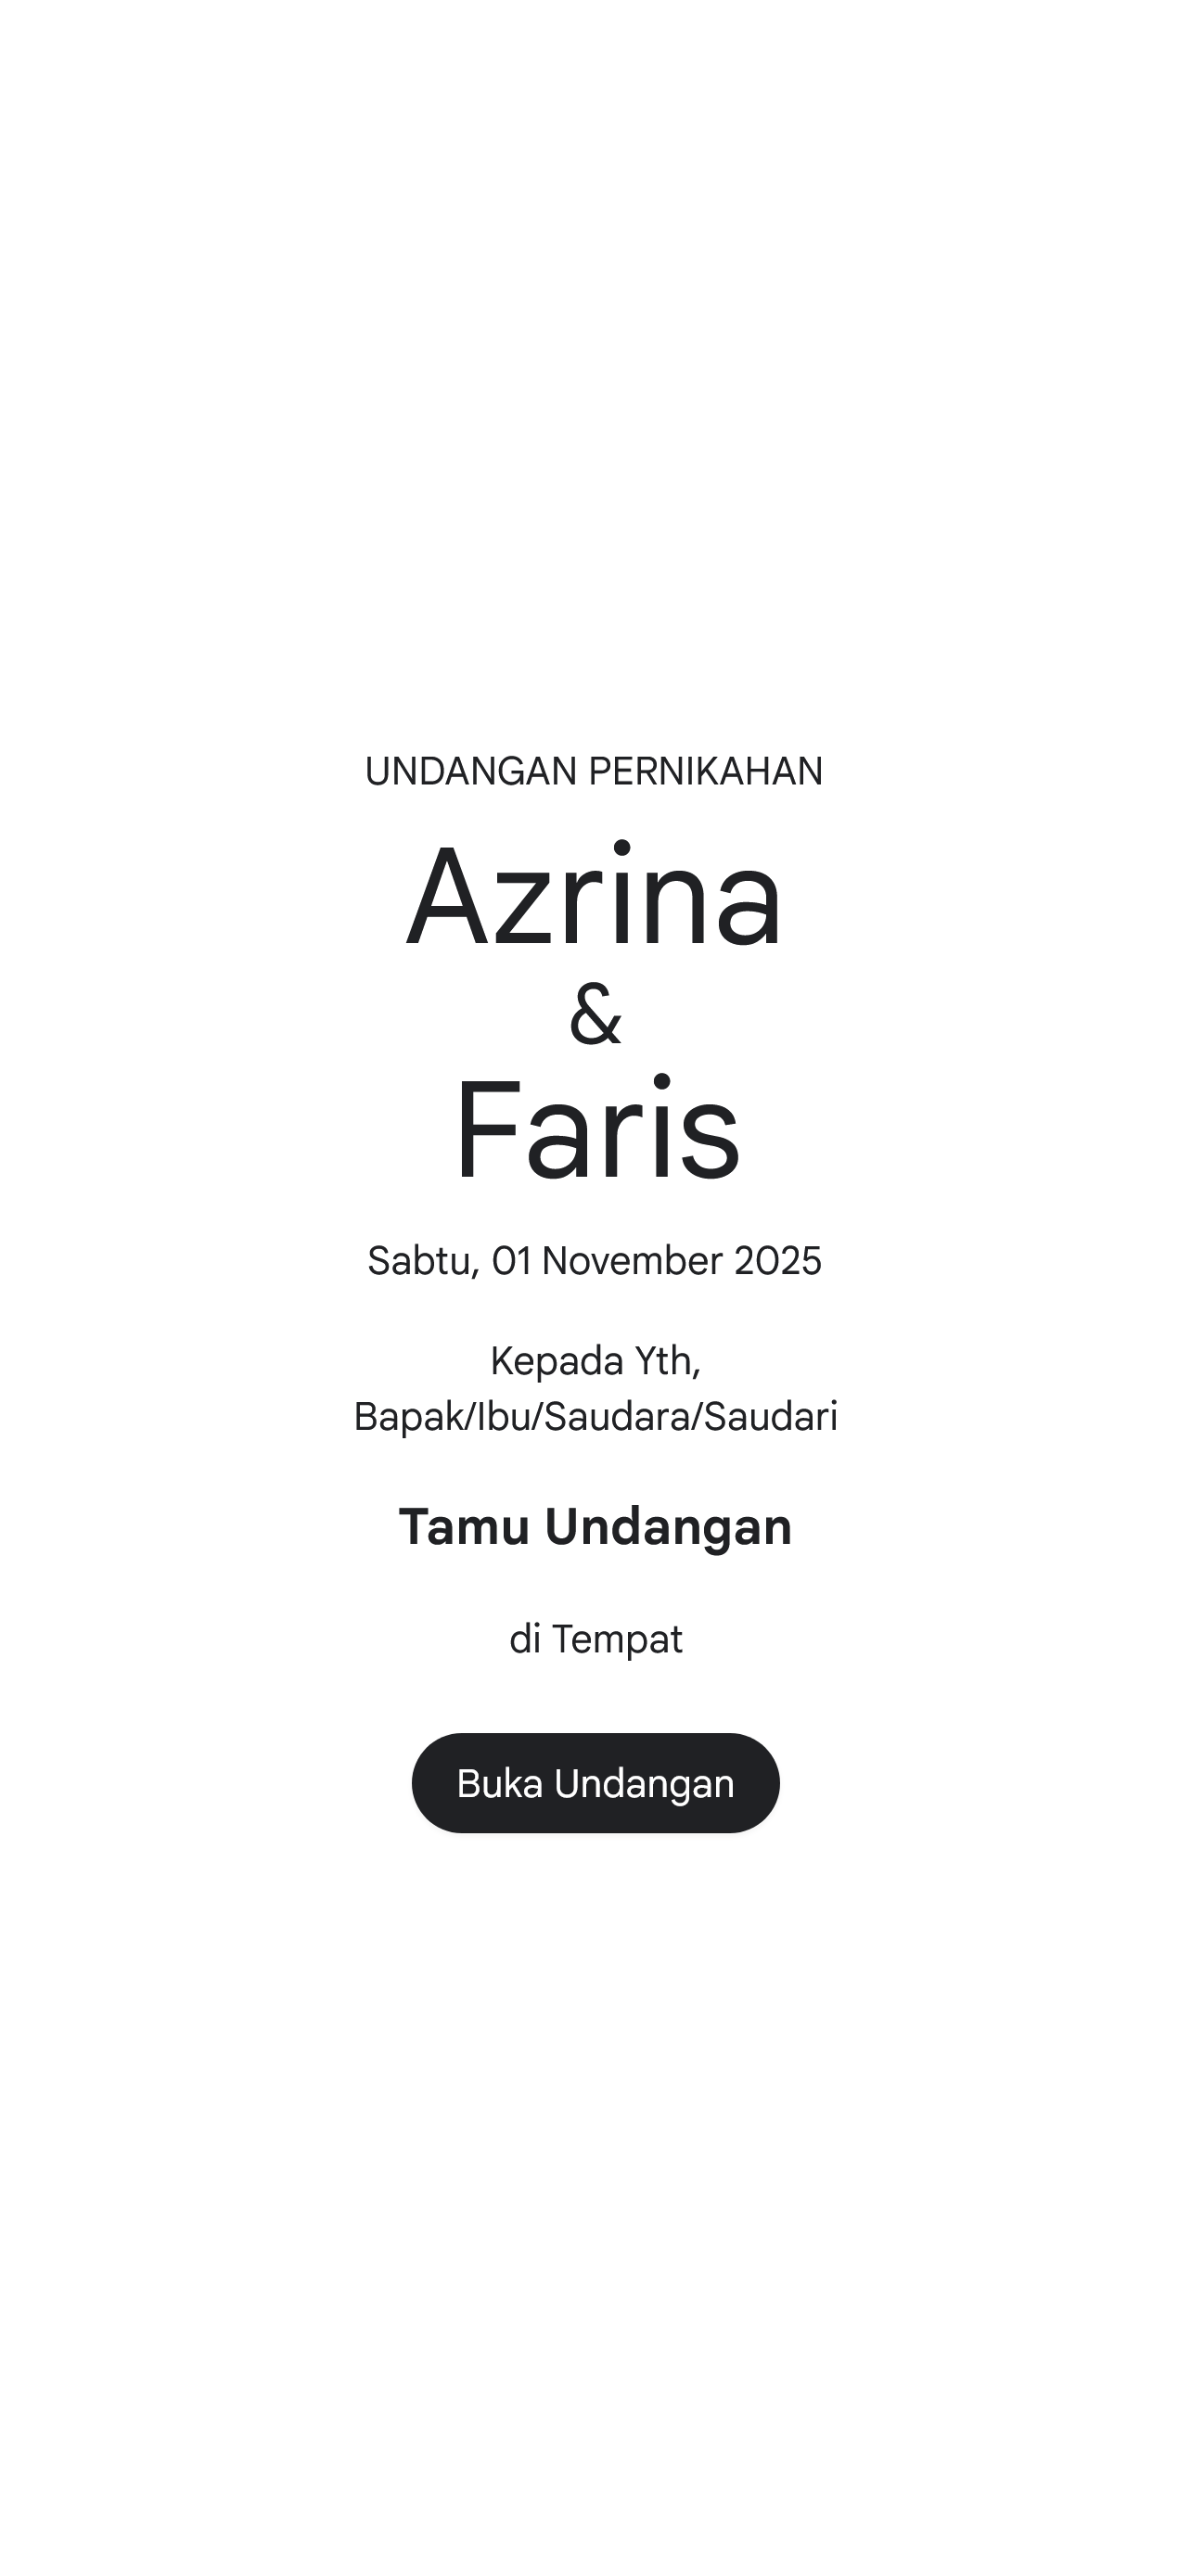 UNDANGAN PERNIKAHAN
Azrina
&
Faris
Sabtu, 01 November 2025
Kepada Yth,
Bapak/Ibu/Saudara/Saudari
Tamu Undangan
di Tempat
Buka Undangan